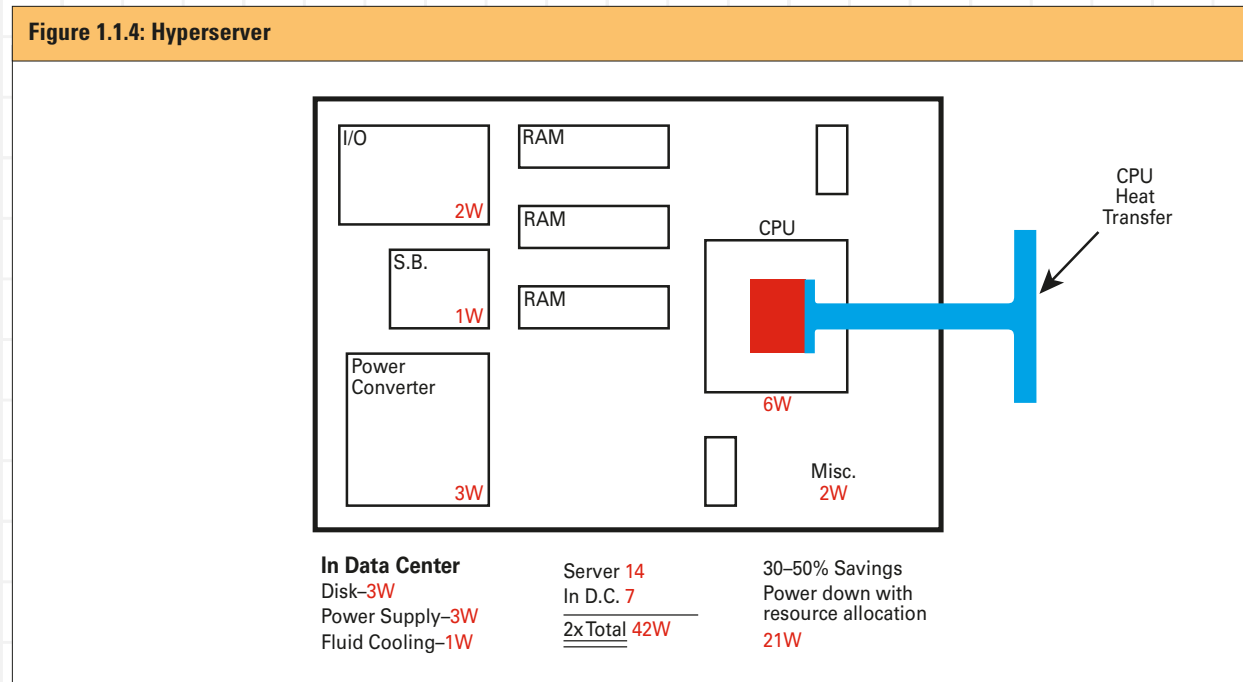 Figure 1.1.4: Hyperserver
I/O
2W
RAM
RAM
RAM
S.B.
1W
Power
Converter
3W
CPU
6W
Misc.
2W
CPU
Heat
Transfer
In Data Center
Disk–3W
Power Supply–3W
Fluid Cooling–1W
Server 14
In D.C. 7
2x Total 42W
30–50% Savings
Power down with
resource allocation
21W